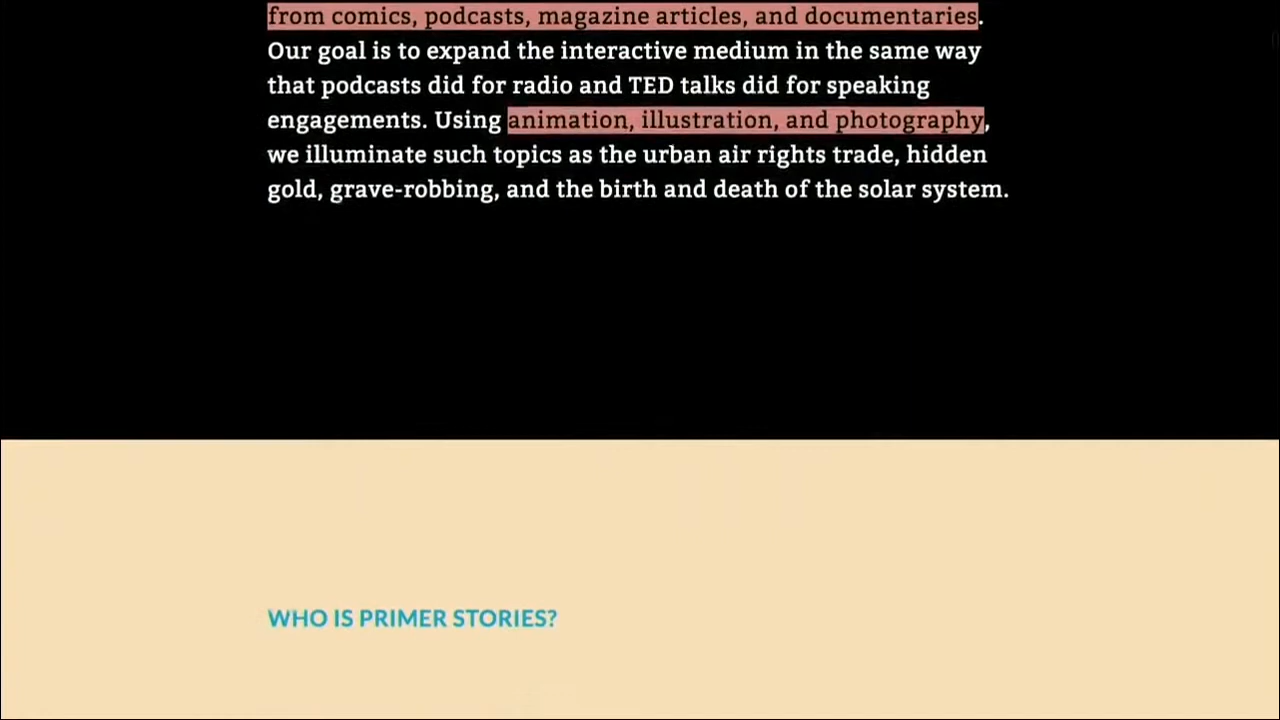 from comics, podcasts, magazine articles, and documentaries.
Our goal is to expand the interactive medium in the same way
that podcasts did for radio and TED talks did for speaking
engagements. Using animation, illustration, and photography,
we illuminate such topics as the urban air rights trade, hidden
gold, grave-robbing, and the birth and death of the solar system.
WHO IS PRIMER STORIES?